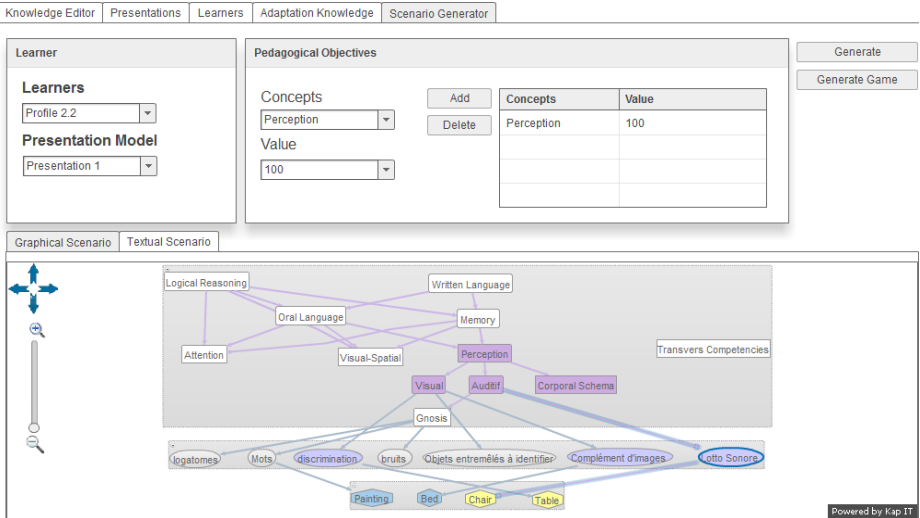 Knowledge Editor Presentations Learners Adaptation Knowledge Scenario Generator
Learner
Pedagogical Objectives
Generate
Generate Game
Learners
Profile 2.2
Presentation Model
Presentation 1
Concepts
Perception
Value
100
Add
Delete
Concepts Value
Perception 100
Graphical Scenario Textual Scenario
Logical Reasoning
Written Language
Oral Language
Memory
Attention
Visual-Spatial
Perception
Transvers Competencies
Visual
Auditif
Corporal Schema
Gnosis
logatomes
Mots
discrimination
bruits
Objets entremêlés à identifier
Complément d'images
Lotto Sonore
Painting
Bed
Chair
Table
Powered by Kap IT